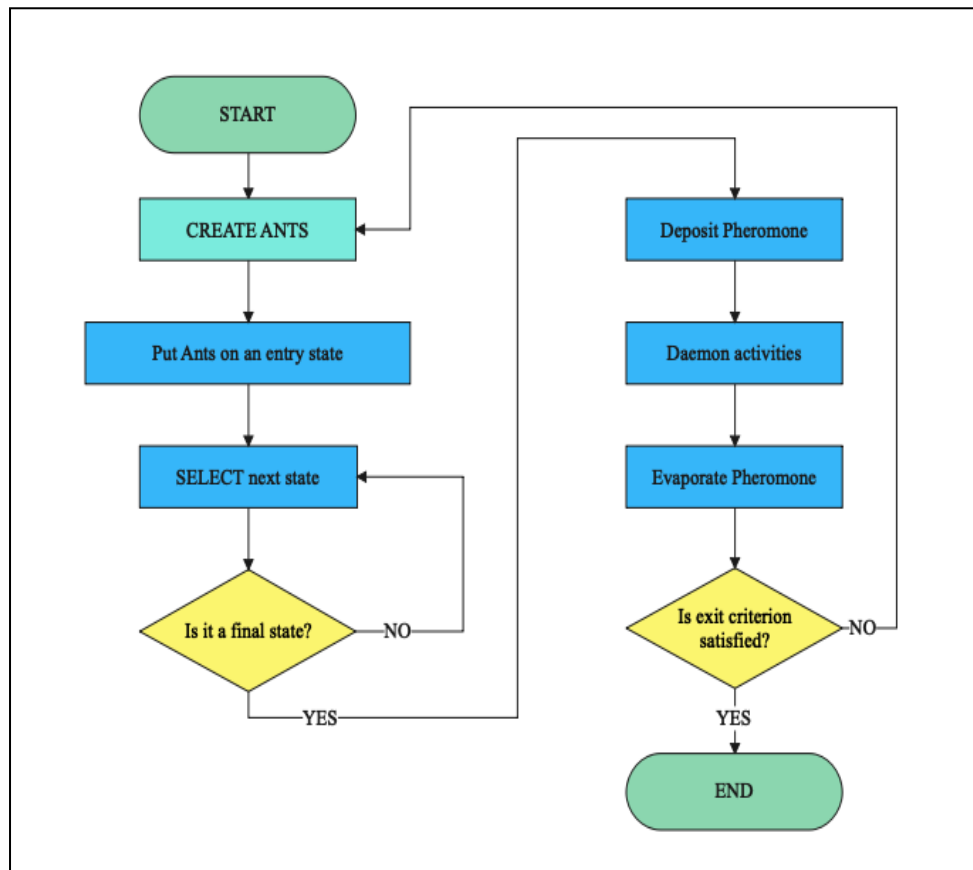 START
CREATE ANTS
Put Ants on an entry state
SELECT next state
Is it a final state?
NO
YES
Deposit Pheromone
Daemon activities
Evaporate Pheromone
Is exit criterion
satisfied?
NO
YES
END